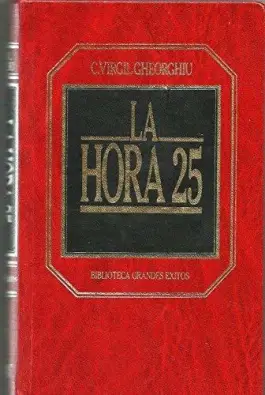 C. VIRGIL GHEORGHIU
LA
HORA 25
BIBLIOTECA GRANDES EXITOS